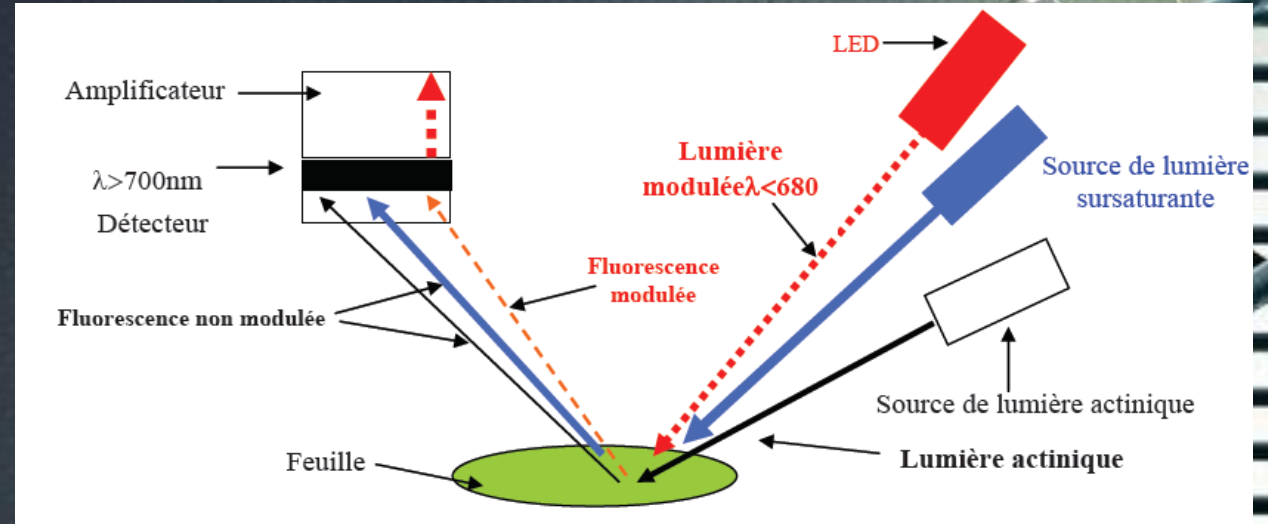 LED
Amplificateur
Lumière
moduléeλ<680
Source de lumière
sursaturante
λ>700nm
Détecteur
Fluorescence
modulée
Fluorescence non modulée
Source de lumière actinique
Lumière actinique
Feuille